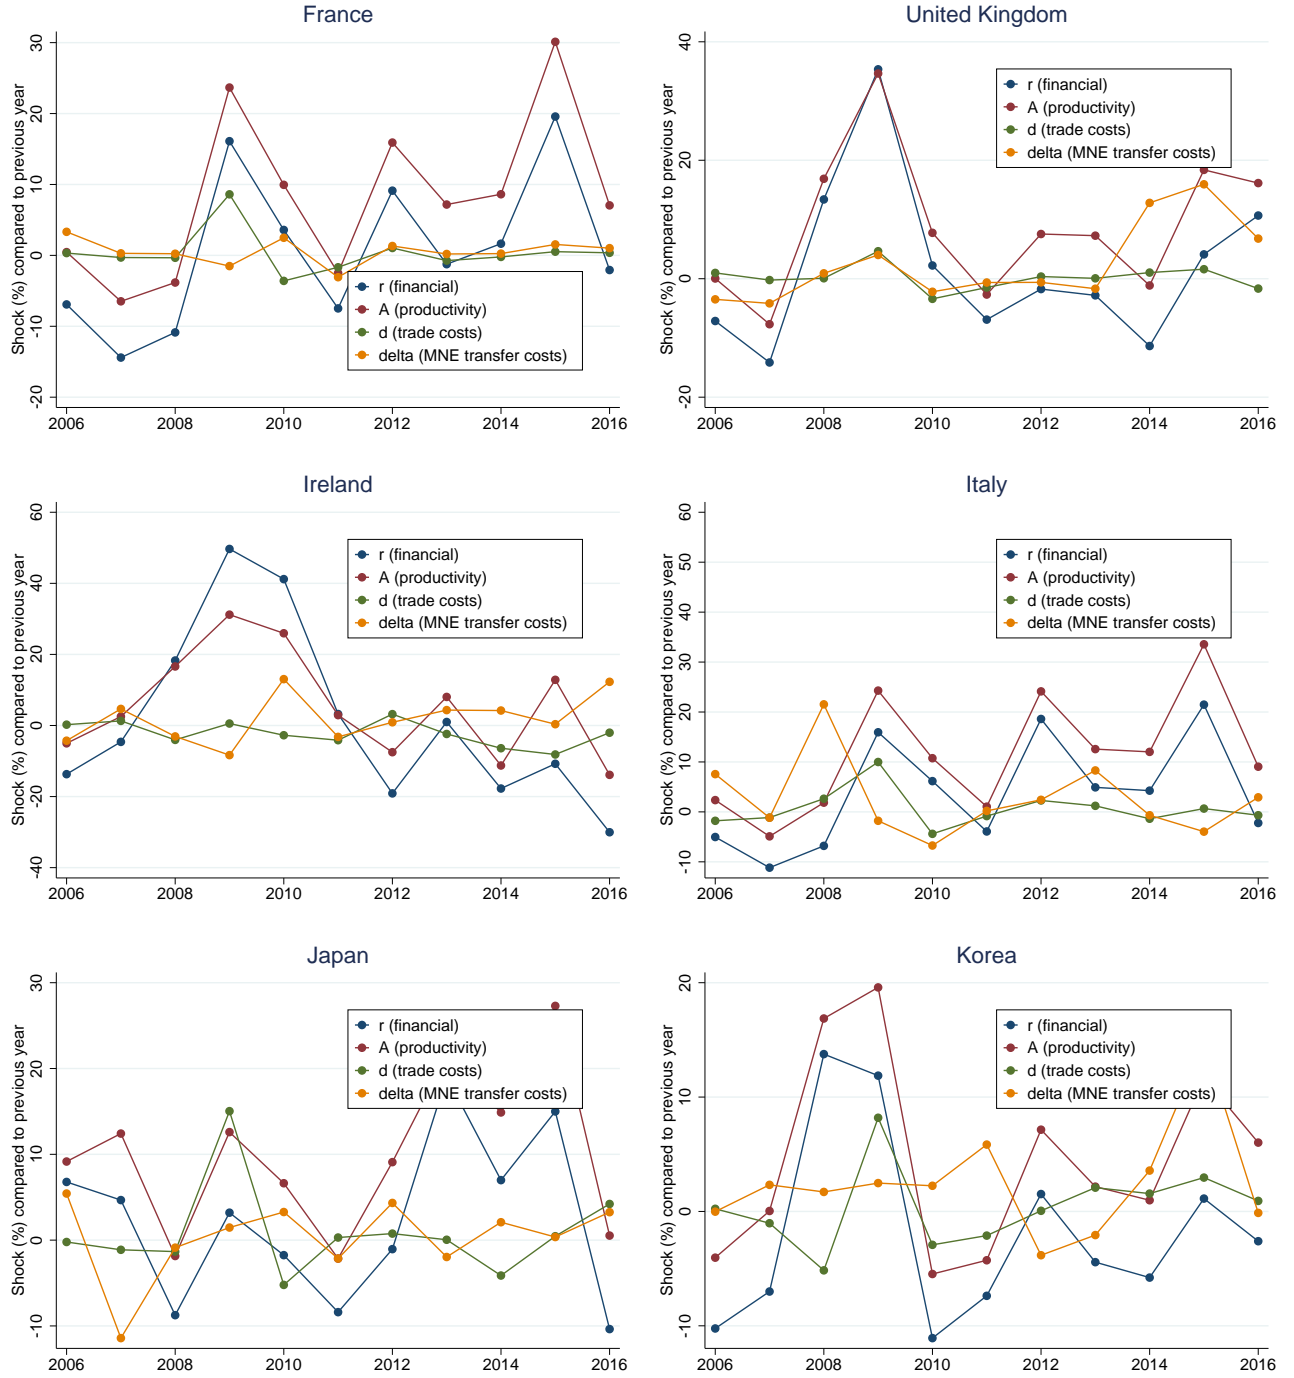 France
Shock (%) compared to previous year
30
20
10
0
-10
-20
r (financial)
A (productivity)
d (trade costs)
delta (MNE transfer costs)
2006 2008 2010 2012 2014 2016
United Kingdom
Shock (%) compared to previous year
40
20
0
-20
r (financial)
A (productivity)
d (trade costs)
delta (MNE transfer costs)
2006 2008 2010 2012 2014 2016
Ireland
Shock (%) compared to previous year
60
40
20
0
-20
-40
r (financial)
A (productivity)
d (trade costs)
delta (MNE transfer costs)
2006 2008 2010 2012 2014 2016
Italy
Shock (%) compared to previous year
60
50
40
30
20
10
0
-10
r (financial)
A (productivity)
d (trade costs)
delta (MNE transfer costs)
2006 2008 2010 2012 2014 2016
Japan
Shock (%) compared to previous year
30
20
10
0
-10
r (financial)
A (productivity)
d (trade costs)
delta (MNE transfer costs)
2006 2008 2010 2012 2014 2016
Korea
Shock (%) compared to previous year
20
10
0
-10
r (financial)
A (productivity)
d (trade costs)
delta (MNE transfer costs)
2006 2008 2010 2012 2014 2016